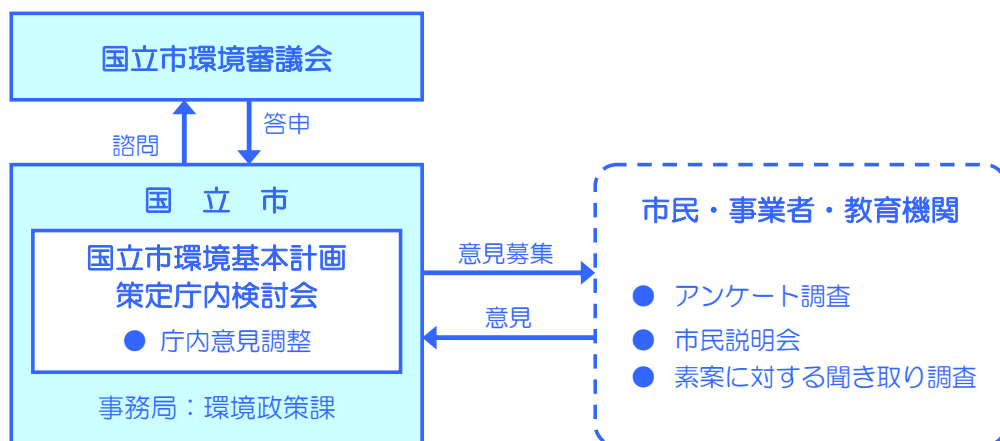 国立市環境審議会
諮問
答申
国 立 市
国立市環境基本計画
策定庁内検討会
● 庁内意見調整
事務局：環境政策課
意見募集
意見
市民・事業者・教育機関
● アンケート調査
● 市民説明会
● 素案に対する聞き取り調査